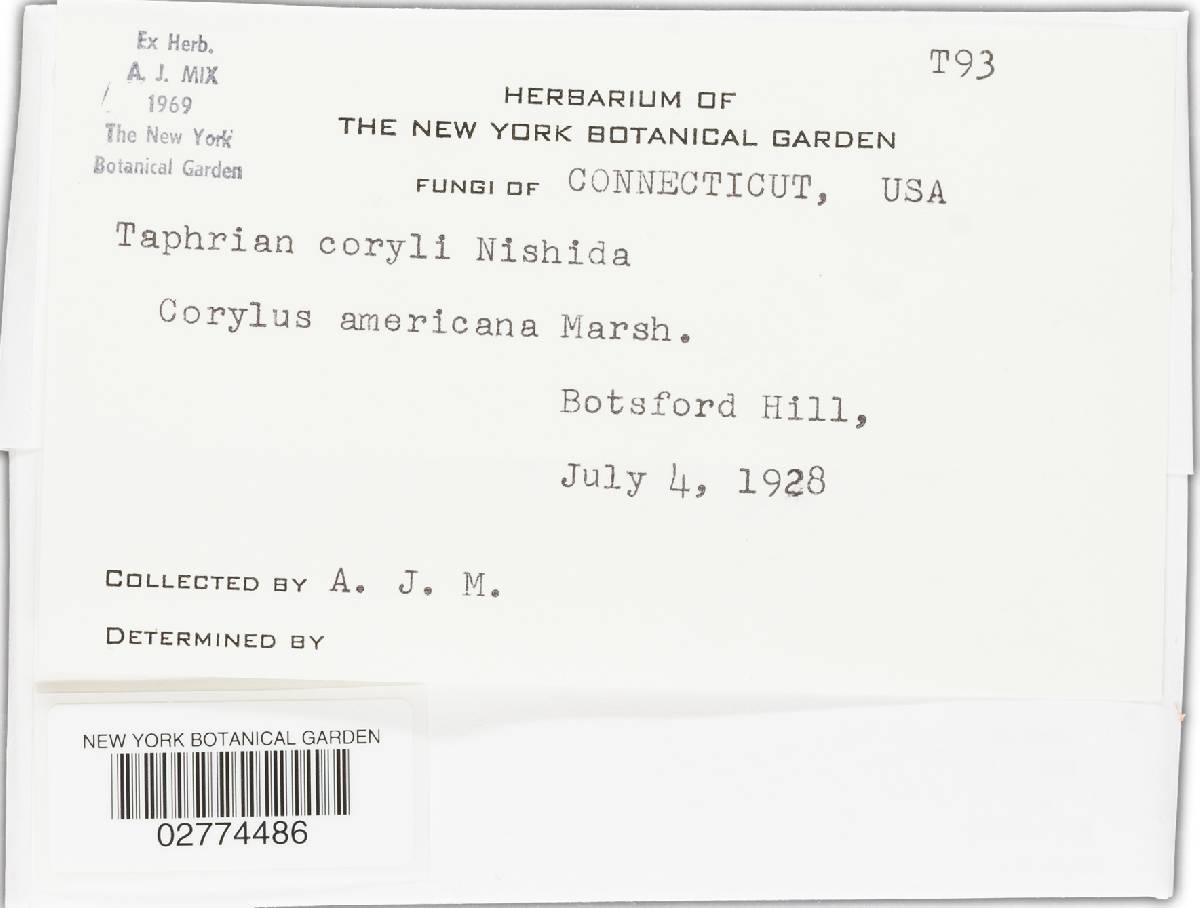 Ex Herb.
A. J. MIX
1969
The New York
Botanical Garden
T93
HERBARIUM OF
THE NEW YORK BOTANICAL GARDEN
FUNGI OF CONNECTICUT, USA
Taphrian coryli Nishida
Corylus americana Marsh.
Botsford Hill,
July 4, 1928
COLLECTED BY A. J. M.
DETERMINED BY
NEW YORK BOTANICAL GARDEN
02774486